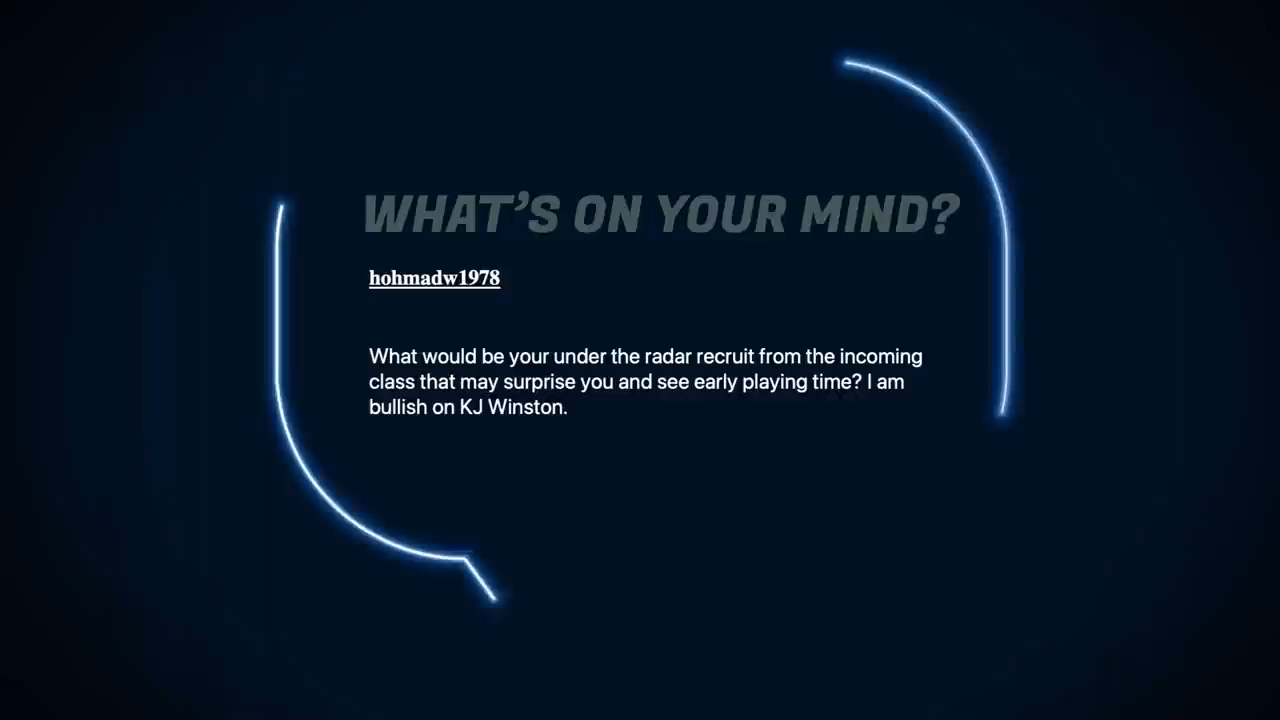 WHAT'S ON YOUR MIND?
hohmadw1978
What would be your under the radar recruit from the incoming
class that may surprise you and see early playing time? I am
bullish on KJ Winston.